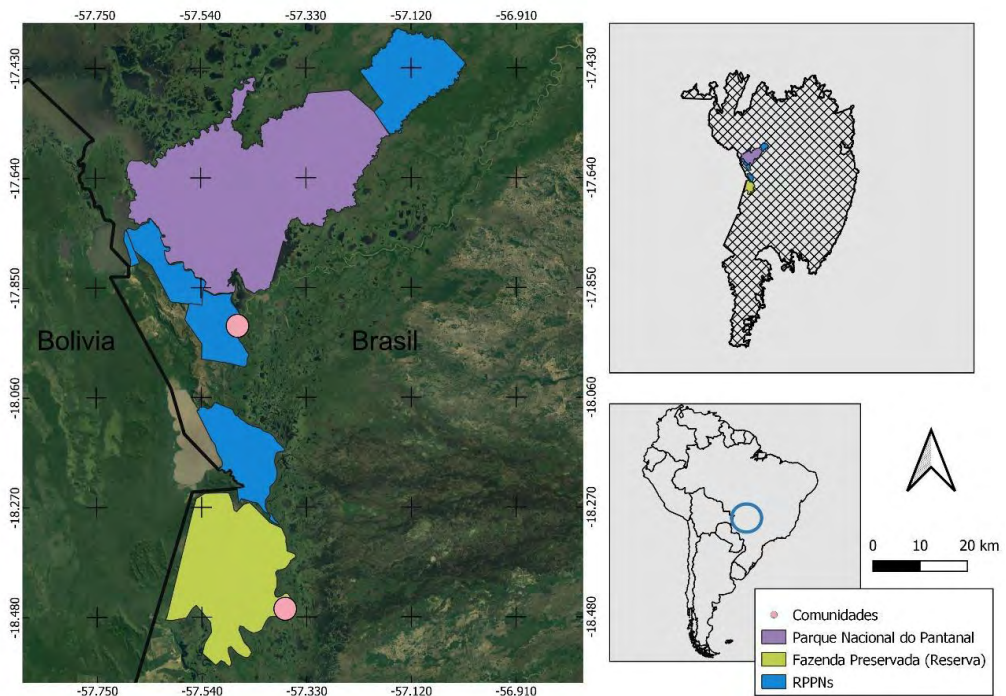 -57.750 -57.540 -57.330 -57.120 -56.910
-17.430 -17.430
-17.640 -17.640
-17.850 -17.850
Bolivia Brasil
-18.060 -18.060
-18.270 -18.270
-18.480 -18.480
-57.750 -57.540 -57.330 -57.120 -56.910
0 10 20 km
Comunidades
Parque Nacional do Pantanal
Fazenda Preservada (Reserva)
RPPNs